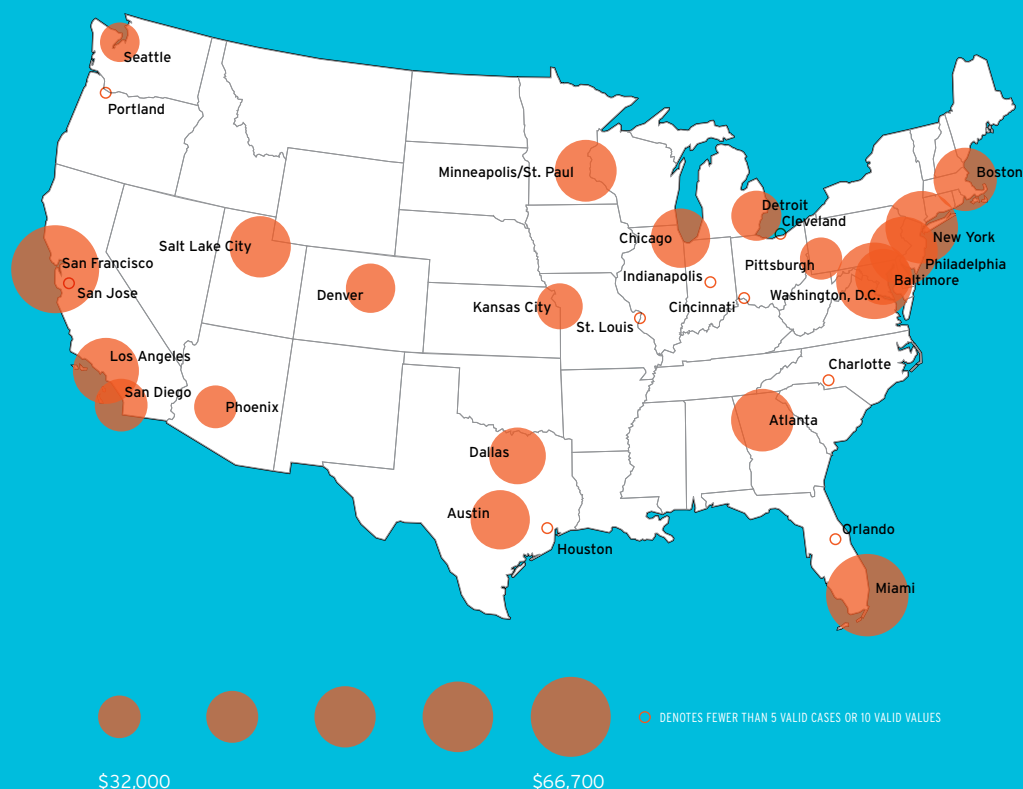 Seattle
Portland
Minneapolis/St. Paul
Boston
Detroit
Cleveland
Chicago
New York
Salt Lake City
San Francisco
Philadelphia
Pittsburgh
Indianapolis
Baltimore
San Jose
Denver
Washington, D.C.
Kansas City
Cincinnati
St. Louis
Los Angeles
Charlotte
San Diego
Phoenix
Atlanta
Dallas
Austin
Orlando
Houston
Miami
DENOTES FEWER THAN 5 VALID CASES OR 10 VALID VALUES
$32,000
$66,700